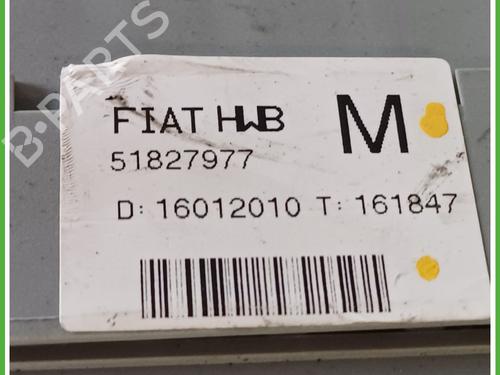 FIAT HWB M
51827977
D: 16012010 T: 161847
B-PARTS